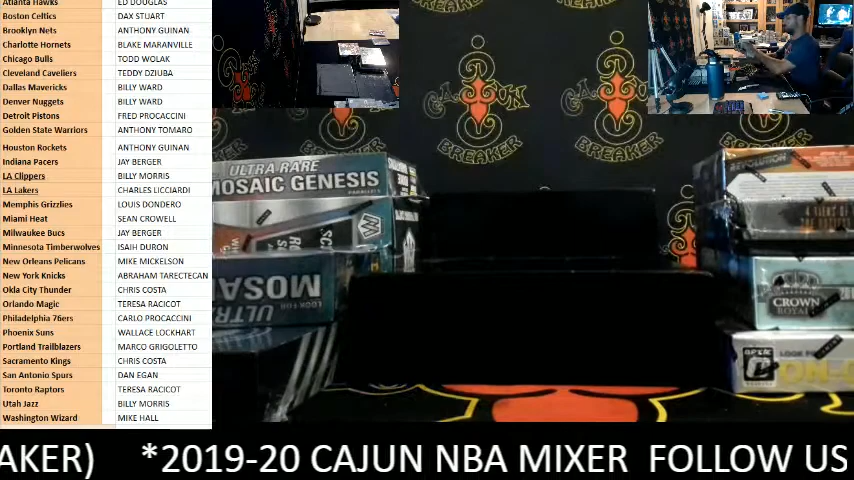 Atlanta Hawks ED DOUGLAS
Boston Celtics DAX STUART
Brooklyn Nets ANTHONY GUINAN
Charlotte Hornets BLAKE MARANVILLE
Chicago Bulls TODD WOLAK
Cleveland Cavaliers TEDDY DZIUBA
Dallas Mavericks BILLY WARD
Denver Nuggets BILLY WARD
Detroit Pistons FRED PROCACCINI
Golden State Warriors ANTHONY TOMARO
Houston Rockets ANTHONY GUINAN
Indiana Pacers JAY BERGER
LA Clippers BILLY MORRIS
LA Lakers CHARLES LICCIARDI
Memphis Grizzlies LOUIS DONDERO
Miami Heat SEAN CROWELL
Milwaukee Bucs JAY BERGER
Minnesota Timberwolves ISAIH DURON
New Orleans Pelicans MIKE MICKELSON
New York Knicks ABRAHAM TARECTECAN
Okla City Thunder CHRIS COSTA
Orlando Magic TERESA RACICOT
Philadelphia 76ers CARLO PROCACCINI
Phoenix Suns WALLACE LOCKHART
Portland Trailblazers MARCO GRIGOLETTO
Sacramento Kings CHRIS COSTA
San Antonio Spurs DAN EGAN
Toronto Raptors TERESA RACICOT
Utah Jazz BILLY MORRIS
Washington Wizard MIKE HALL
CAJUN
BREAKER
CAJUN
BREAKER
ULTRA RARE
MOSAIC GENESIS
MOSAIC
REVOLUTION
CROWN
ROYALE
OPTIC
AKER) *2019-20 CAJUN NBA MIXER FOLLOW US